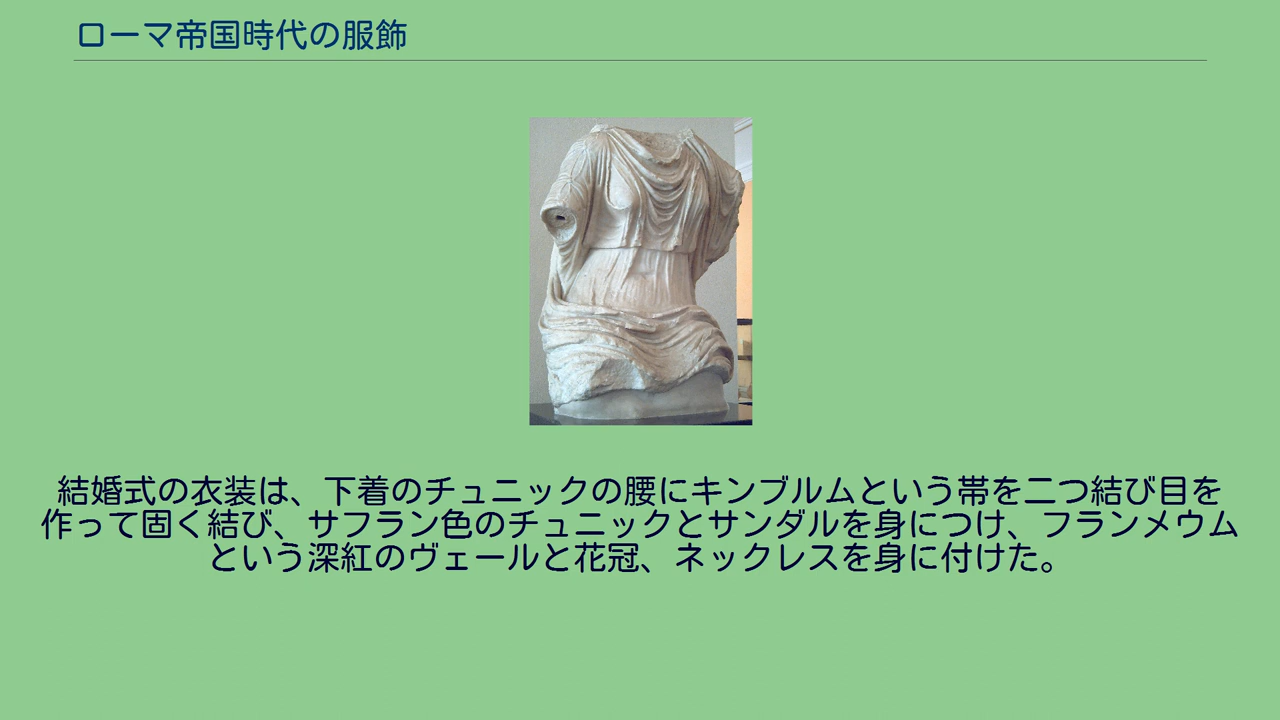 ローマ帝国時代の服飾
結婚式の衣装は、下着のチュニックの腰にキンブルムという帯を二つ結び目を
作って固く結び、サフラン色のチュニックとサンダルを身につけ、フランメウム
という深紅のヴェールと花冠、ネックレスを身に付けた。